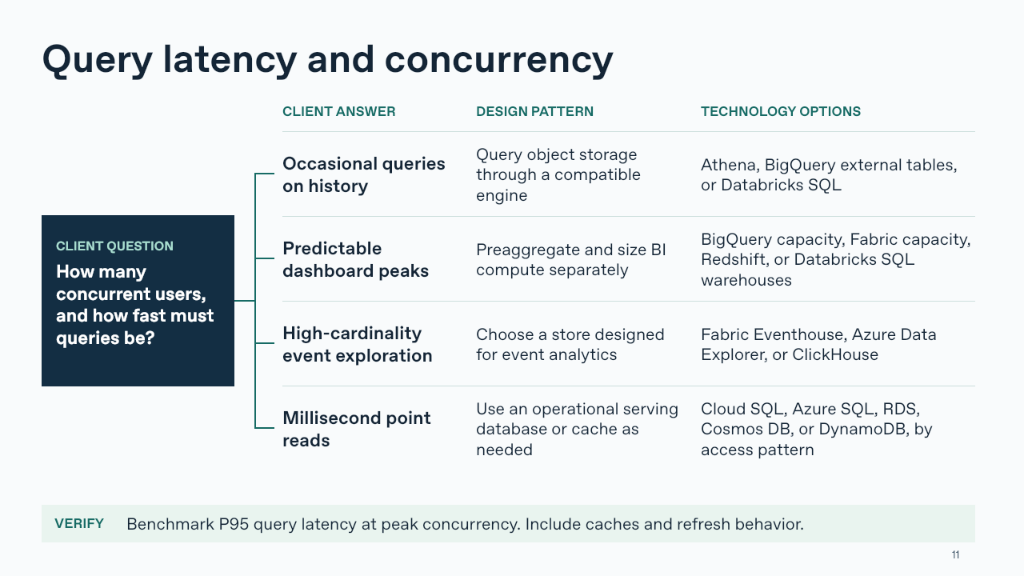 Query latency and concurrency
CLIENT ANSWER
DESIGN PATTERN
TECHNOLOGY OPTIONS
CLIENT QUESTION
How many
concurrent users,
and how fast must
queries be?
Occasional queries
on history
Query object storage
through a compatible
engine
Athena, BigQuery external tables,
or Databricks SQL
Predictable
dashboard peaks
Preaggregate and size BI
compute separately
BigQuery capacity, Fabric capacity,
Redshift, or Databricks SQL
warehouses
High-cardinality
event exploration
Choose a store designed
for event analytics
Fabric Eventhouse, Azure Data
Explorer, or ClickHouse
Millisecond point
reads
Use an operational serving
database or cache as
needed
Cloud SQL, Azure SQL, RDS,
Cosmos DB, or DynamoDB, by
access pattern
VERIFY Benchmark P95 query latency at peak concurrency. Include caches and refresh behavior.
11